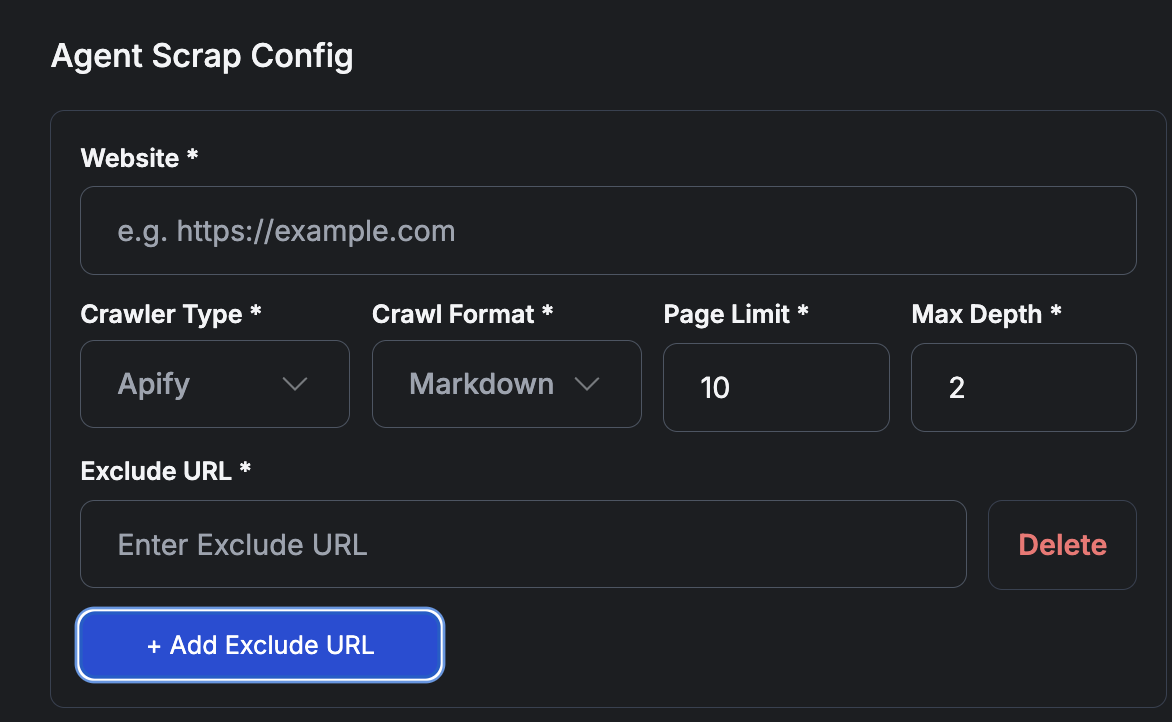 Agent Scrap Config
Website *
e.g. https://example.com
Crawler Type * Crawl Format * Page Limit * Max Depth *
Apify Markdown 10 2
Exclude URL *
Enter Exclude URL Delete
+ Add Exclude URL